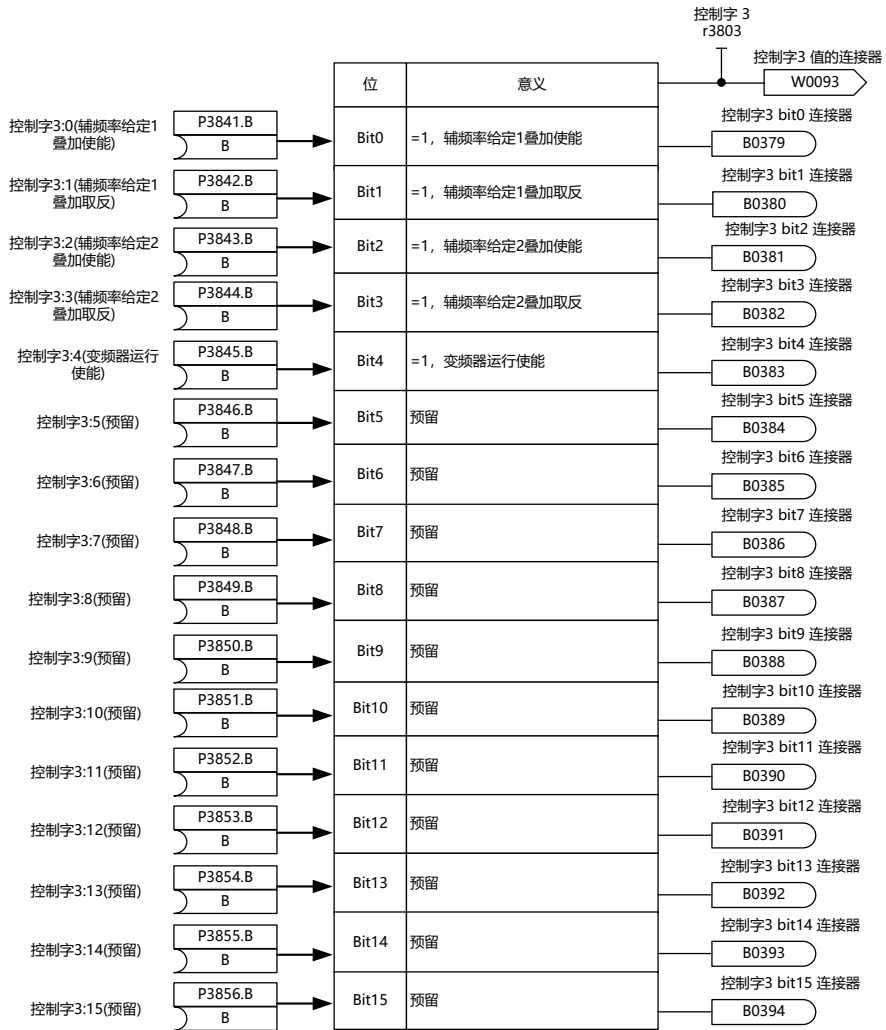 控制字 3
r3803
控制字3 值的连接器
W0093
位
意义
控制字3:0(辅频率给定1
叠加使能)
P3841.B
B
Bit0
=1，辅频率给定1叠加使能
控制字3 bit0 连接器
B0379
控制字3:1(辅频率给定1
叠加取反)
P3842.B
B
Bit1
=1，辅频率给定1叠加取反
控制字3 bit1 连接器
B0380
控制字3:2(辅频率给定2
叠加使能)
P3843.B
B
Bit2
=1，辅频率给定2叠加使能
控制字3 bit2 连接器
B0381
控制字3:3(辅频率给定2
叠加取反)
P3844.B
B
Bit3
=1，辅频率给定2叠加取反
控制字3 bit3 连接器
B0382
控制字3:4(变频器运行
使能)
P3845.B
B
Bit4
=1，变频器运行使能
控制字3 bit4 连接器
B0383
控制字3:5(预留)
P3846.B
B
Bit5
预留
控制字3 bit5 连接器
B0384
控制字3:6(预留)
P3847.B
B
Bit6
预留
控制字3 bit6 连接器
B0385
控制字3:7(预留)
P3848.B
B
Bit7
预留
控制字3 bit7 连接器
B0386
控制字3:8(预留)
P3849.B
B
Bit8
预留
控制字3 bit8 连接器
B0387
控制字3:9(预留)
P3850.B
B
Bit9
预留
控制字3 bit9 连接器
B0388
控制字3:10(预留)
P3851.B
B
Bit10
预留
控制字3 bit10 连接器
B0389
控制字3:11(预留)
P3852.B
B
Bit11
预留
控制字3 bit11 连接器
B0390
控制字3:12(预留)
P3853.B
B
Bit12
预留
控制字3 bit12 连接器
B0391
控制字3:13(预留)
P3854.B
B
Bit13
预留
控制字3 bit13 连接器
B0392
控制字3:14(预留)
P3855.B
B
Bit14
预留
控制字3 bit14 连接器
B0393
控制字3:15(预留)
P3856.B
B
Bit15
预留
控制字3 bit15 连接器
B0394